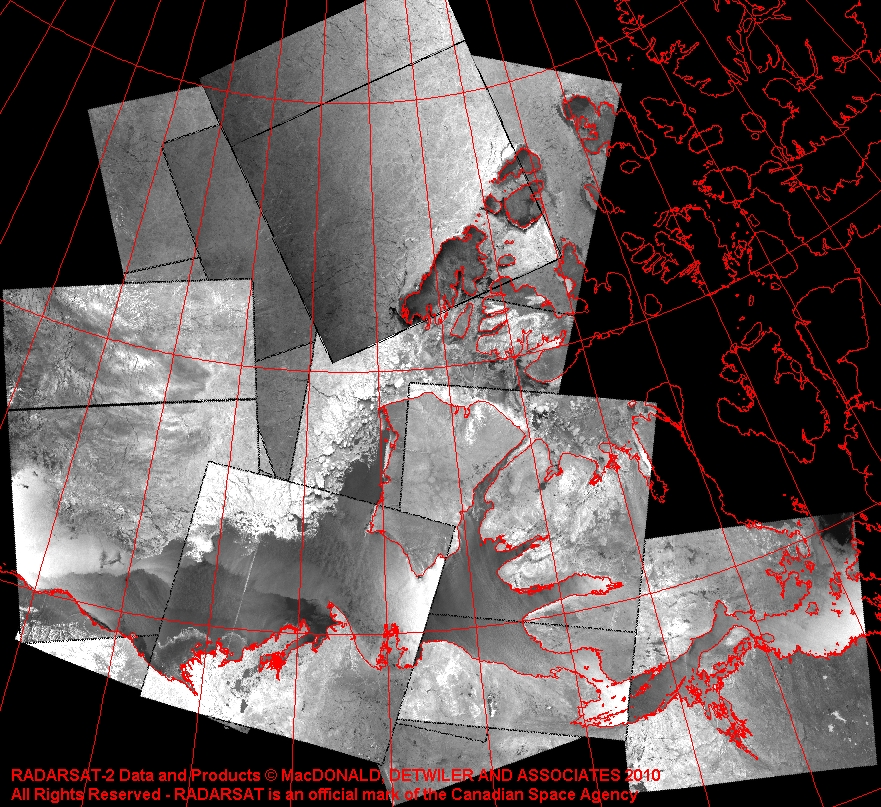 RADARSAT-2 Data and Products © MacDONALD, DETWILER AND ASSOCIATES 2010
All Rights Reserved - RADARSAT is an official mark of the Canadian Space Agency